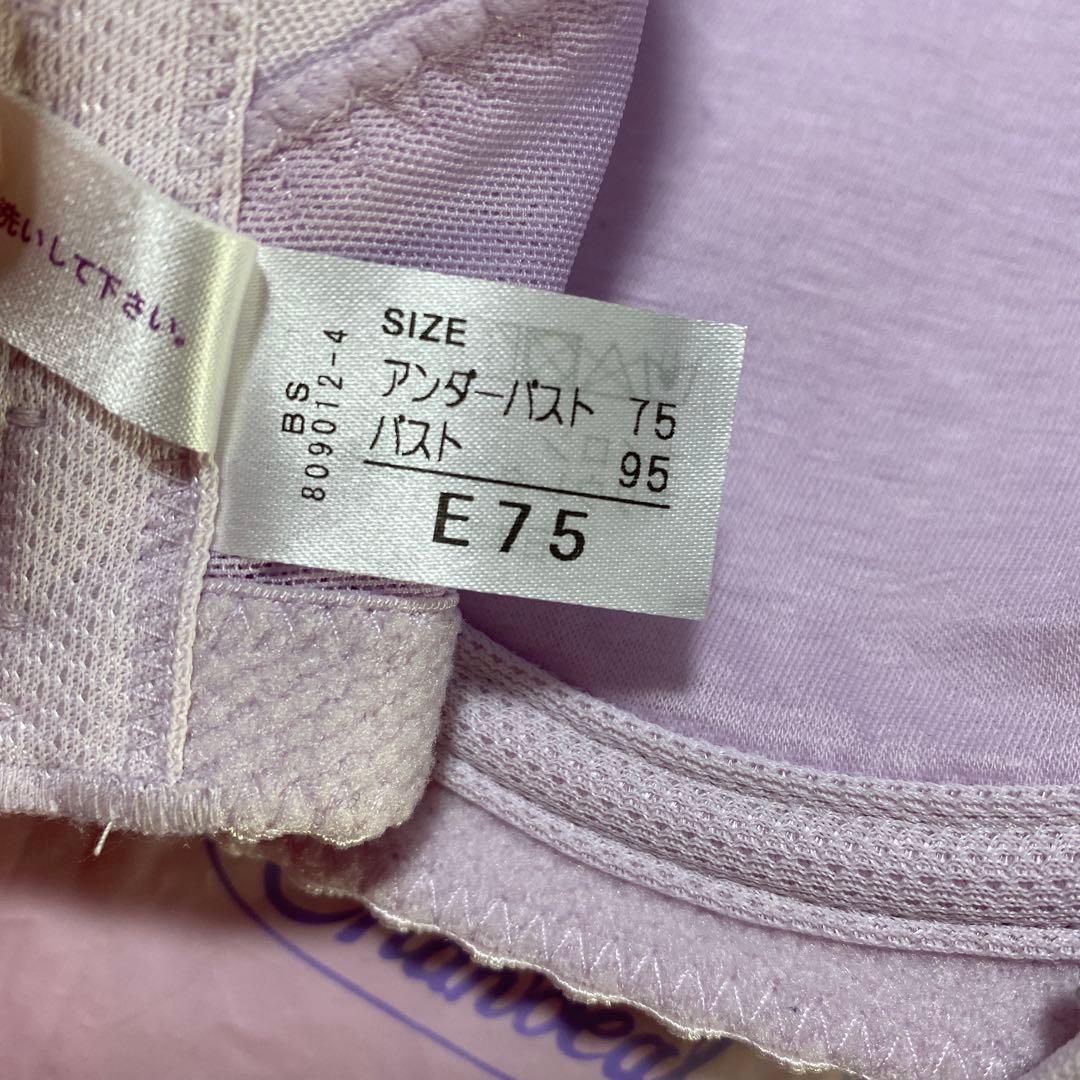 洗いして下さい。
SIZE
アンダーバスト 75
バスト 95
E75
BS
809012-4